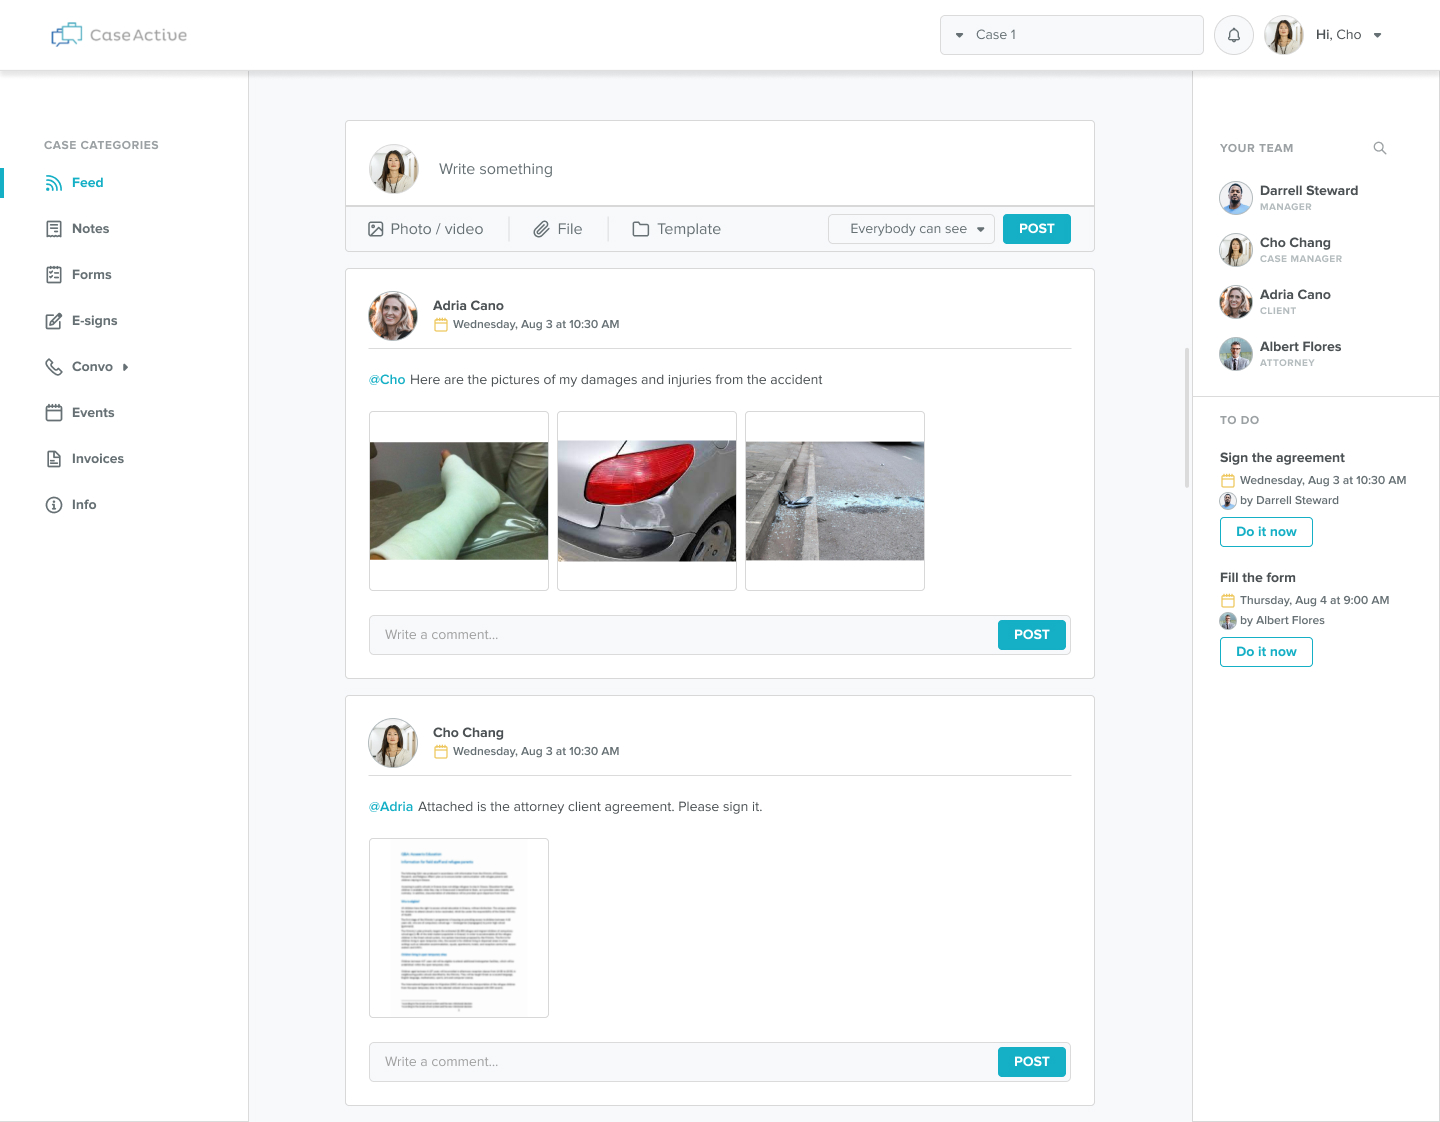 CaseActive
Case 1
Hi, Cho
CASE CATEGORIES
Feed
Notes
Forms
E-signs
Convo
Events
Invoices
Info
Write something
Photo / video
File
Template
Everybody can see
POST
Adria Cano
Wednesday, Aug 3 at 10:30 AM
@Cho Here are the pictures of my damages and injuries from the accident
Write a comment...
POST
Cho Chang
Wednesday, Aug 3 at 10:30 AM
@Adria Attached is the attorney client agreement. Please sign it.
Write a comment...
POST
YOUR TEAM
Darrell Steward
MANAGER
Cho Chang
CASE MANAGER
Adria Cano
CLIENT
Albert Flores
ATTORNEY
TO DO
Sign the agreement
Wednesday, Aug 3 at 10:30 AM
by Darrell Steward
Do it now
Fill the form
Thursday, Aug 4 at 9:00 AM
by Albert Flores
Do it now